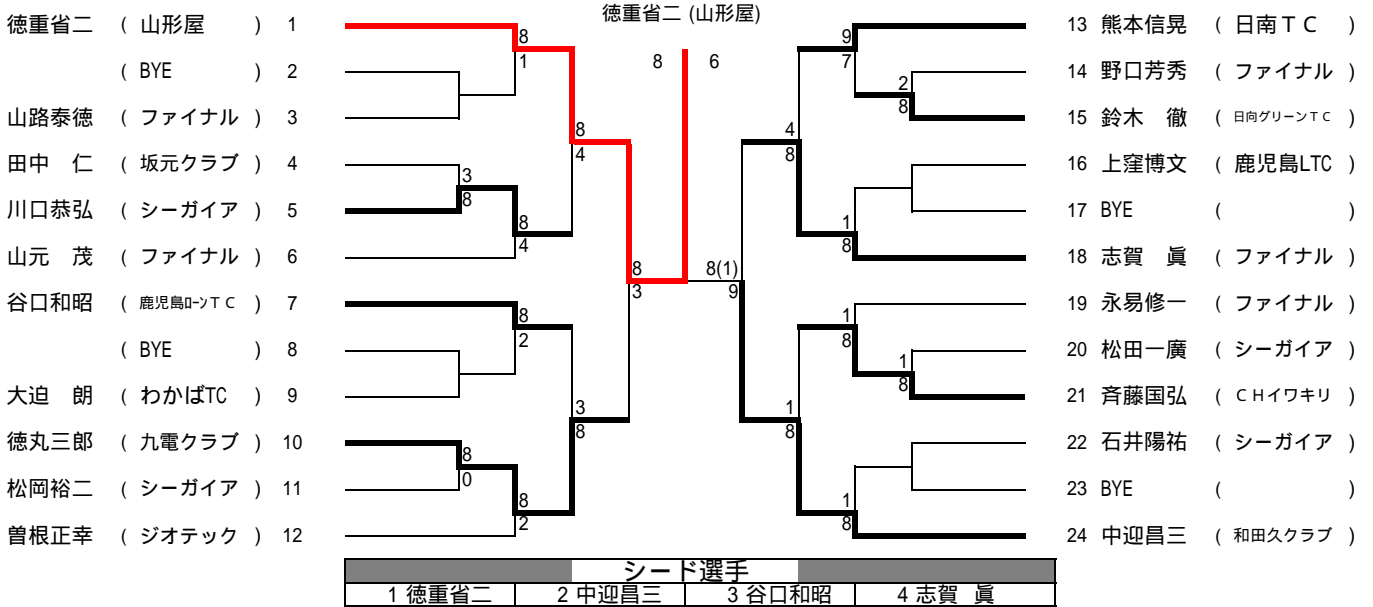 徳重省二 (山形屋)
8 6
徳重省二 ( 山形屋 ) 1
( BYE ) 2
山路泰徳 ( ファイナル ) 3
田中 仁 ( 坂元クラブ ) 4
川口恭弘 ( シーガイア ) 5
山元 茂 ( ファイナル ) 6
谷口和昭 ( 鹿児島ﾛｰﾝTC ) 7
( BYE ) 8
大迫 朗 ( わかばTC ) 9
徳丸三郎 ( 九電クラブ ) 10
松岡裕二 ( シーガイア ) 11
曽根正幸 ( ジオテック ) 12
8
1
3
8
8
4
8
2
8
0
8
2
8
4
3
8
8
3
8(1)
9
4
8
1
8
9
7
2
8
1
8
1
8
1
8
1
8
13 熊本信晃 ( 日南TC )
14 野口芳秀 ( ファイナル )
15 鈴木 徹 ( 日向グリーンTC )
16 上窪博文 ( 鹿児島LTC )
17 BYE ( )
18 志賀 眞 ( ファイナル )
19 永易修一 ( ファイナル )
20 松田一廣 ( シーガイア )
21 斉藤国弘 ( CHイワキリ )
22 石井陽祐 ( シーガイア )
23 BYE ( )
24 中迎昌三 ( 和田久クラブ )
シード選手
1 徳重省二 2 中迎昌三 3 谷口和昭 4 志賀 眞